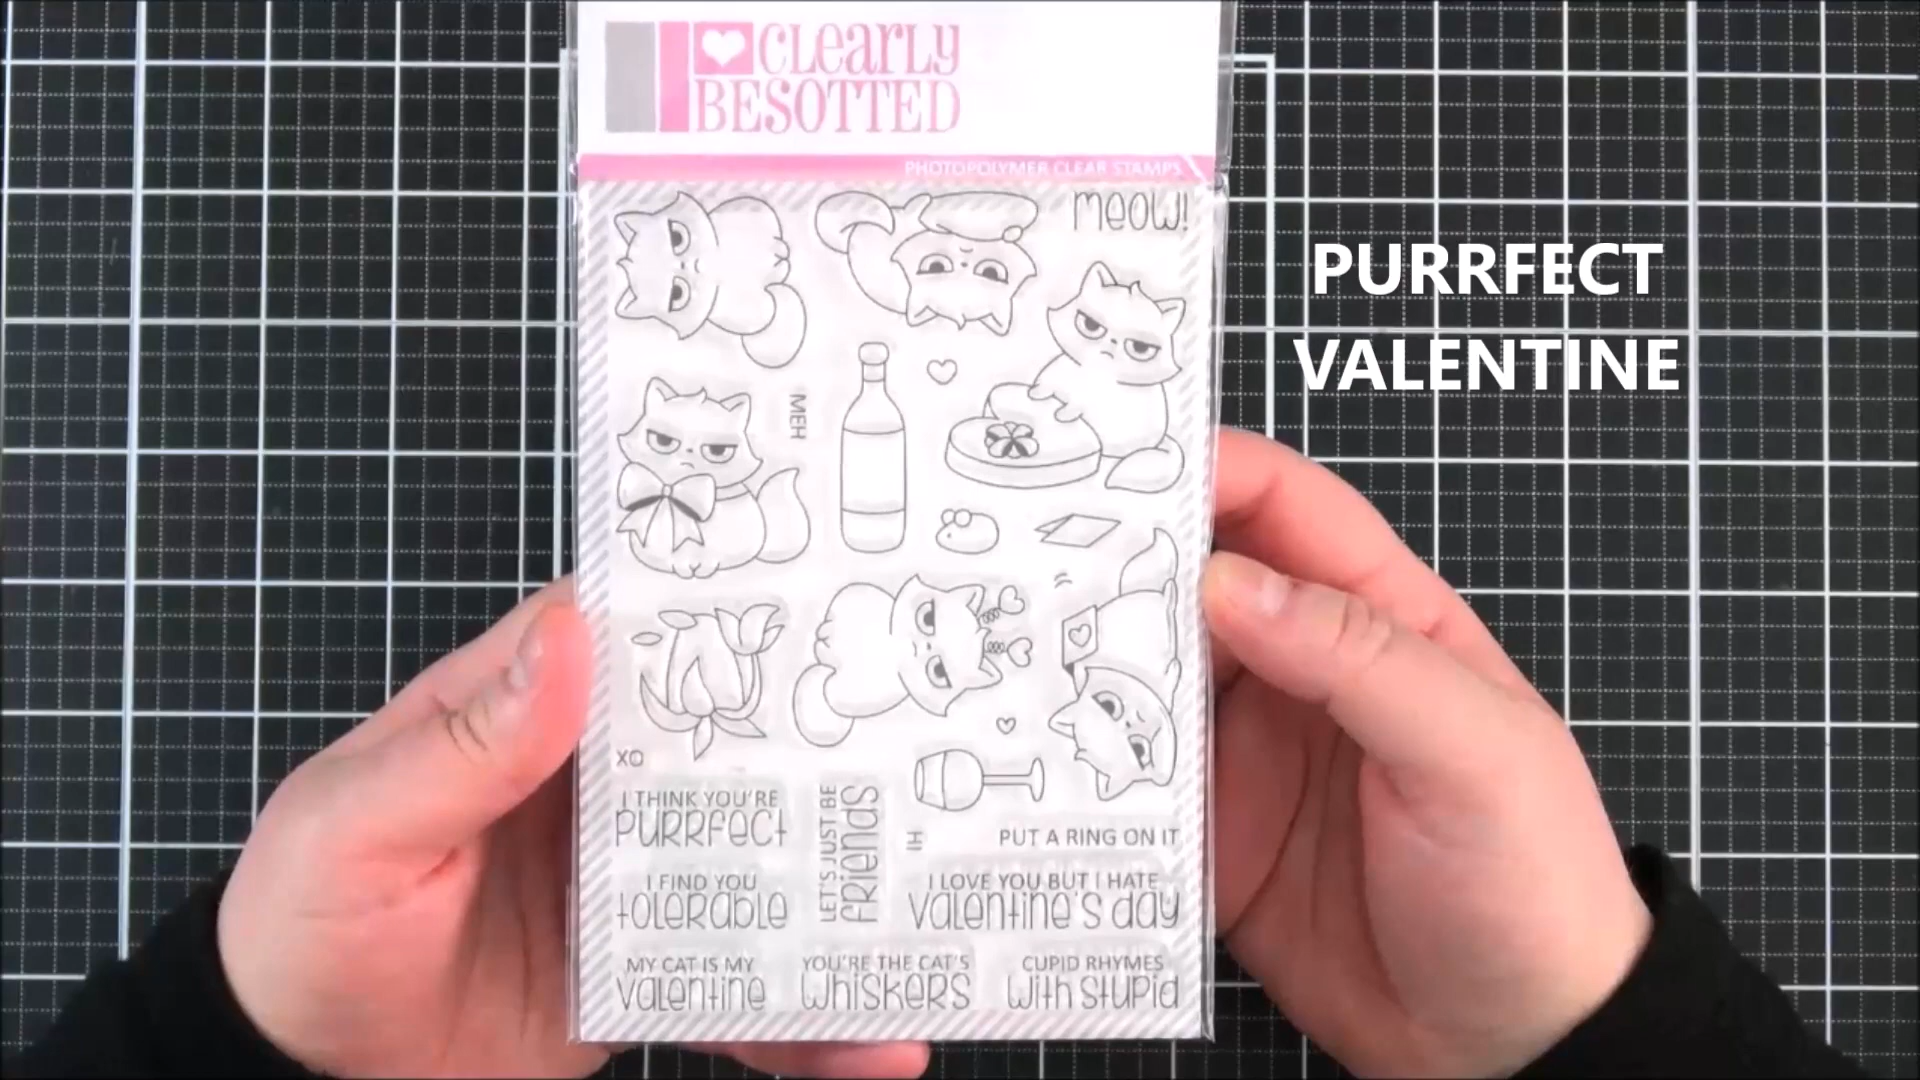 CLEARLY
BESOTTED
PHOTOPOLYMER CLEAR STAMPS
MEOW!
PURRFECT
VALENTINE
MEH
XO
I THINK YOU'RE
PURRFECT
LET'S JUST BE
FRIENDS
HI
PUT A RING ON IT
I FIND YOU
tOLERABLE
I LOVE YOU BUT I HATE
VALENTINE'S DAY
MY CAT IS MY
VALENTINE
YOU'RE THE CAT'S
WHISKERS
CUPID RHYMES
WITH STUPID